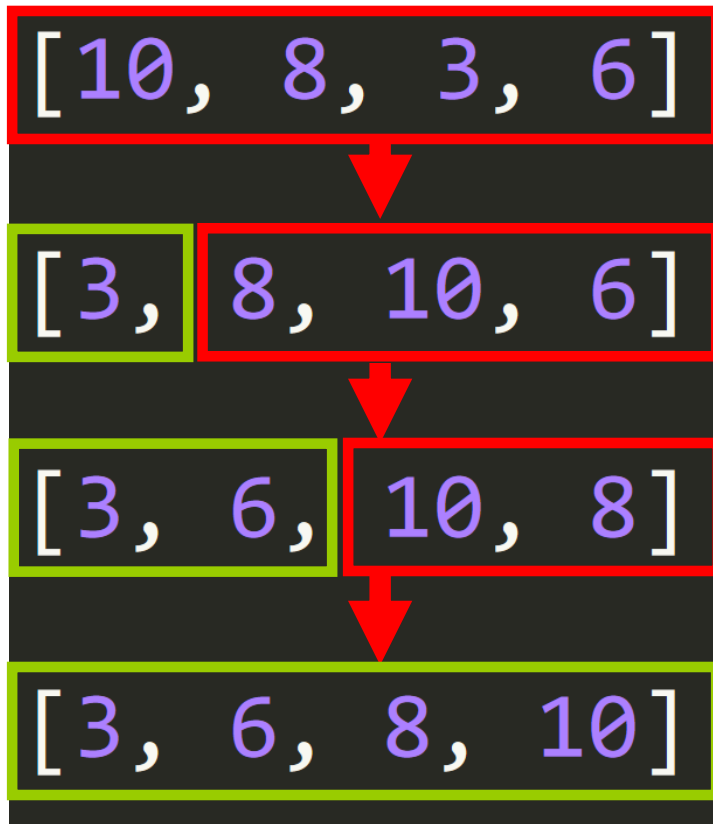 [10, 8, 3, 6]
[3, 8, 10, 6]
[3, 6, 10, 8]
[3, 6, 8, 10]